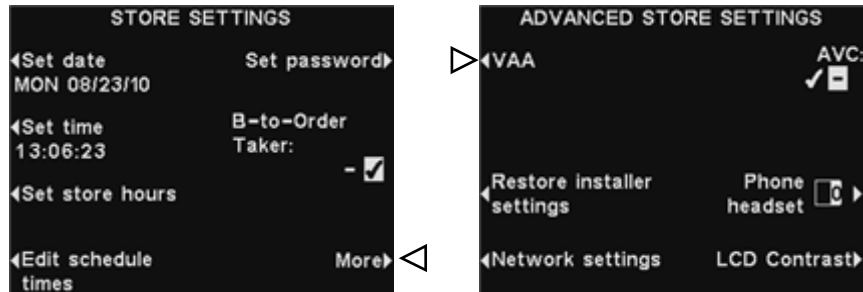 STORE SETTINGS
Set date
MON 08/23/10
Set password
Set time
13:06:23
B-to-Order
Taker:
- ✓
Set store hours
Edit schedule
times
More
ADVANCED STORE SETTINGS
VAA
AVC:
✓ -
Restore installer
settings
Phone
headset
0
Network settings
LCD Contrast